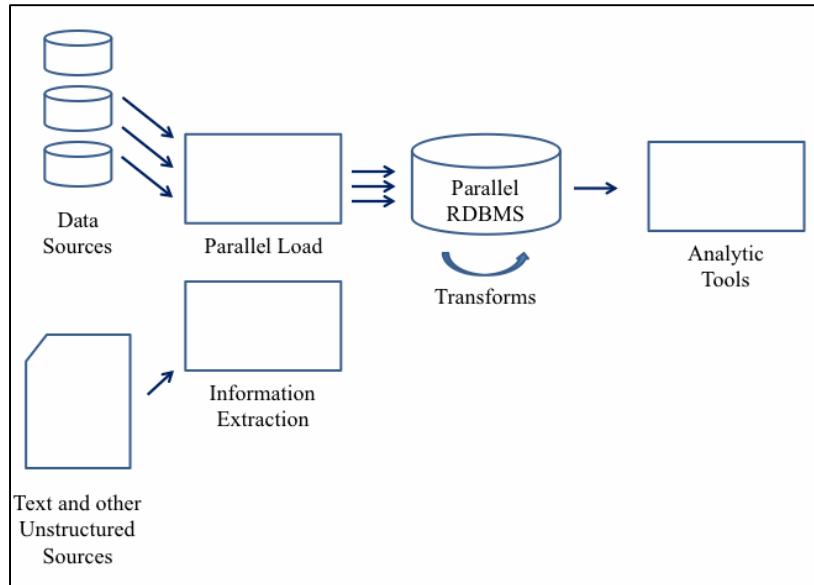 Data
Sources
Parallel Load
Parallel
RDBMS
Transforms
Analytic
Tools
Information
Extraction
Text and other
Unstructured
Sources